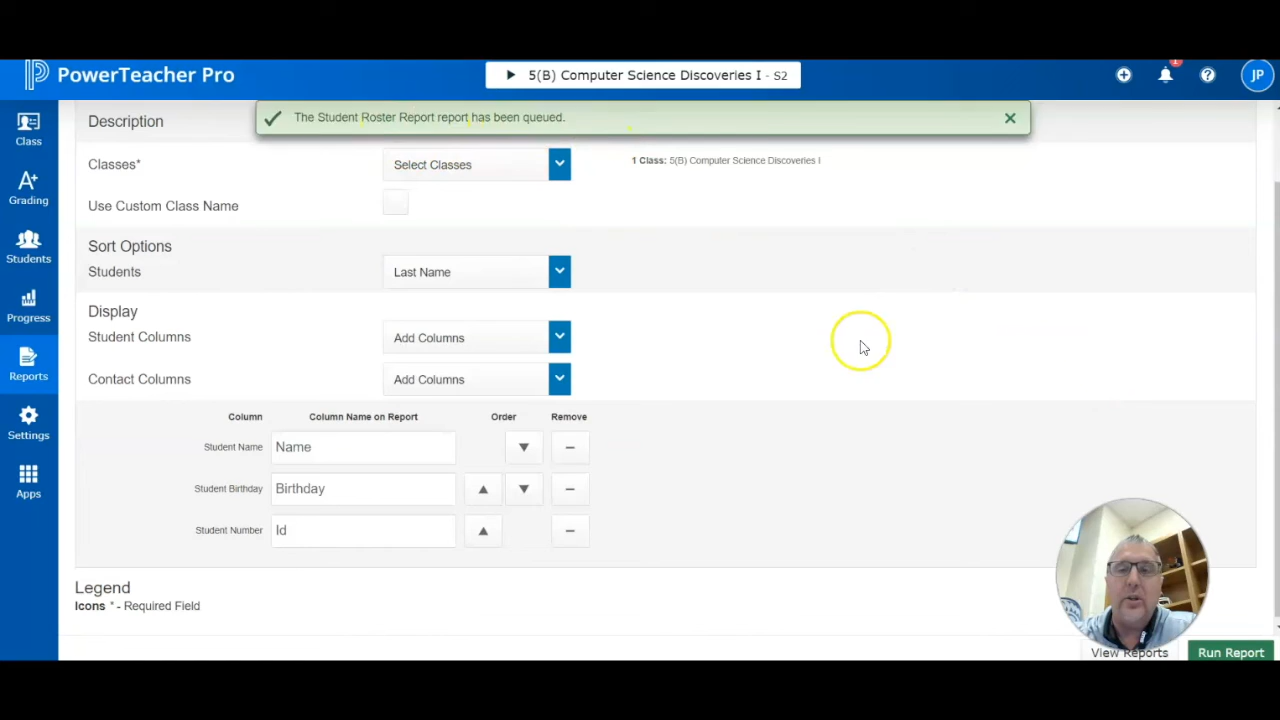 PowerTeacher Pro
5(B) Computer Science Discoveries I - S2
1
JP
The Student Roster Report report has been queued.
Class
Grading
Students
Progress
Reports
Settings
Apps
Description
Classes*
Select Classes
1 Class: 5(B) Computer Science Discoveries I
Use Custom Class Name
Sort Options
Students
Last Name
Display
Student Columns
Add Columns
Contact Columns
Add Columns
Column Column Name on Report Order Remove
Student Name Name
Student Birthday Birthday
Student Number Id
Legend
Icons * - Required Field
View Reports
Run Report